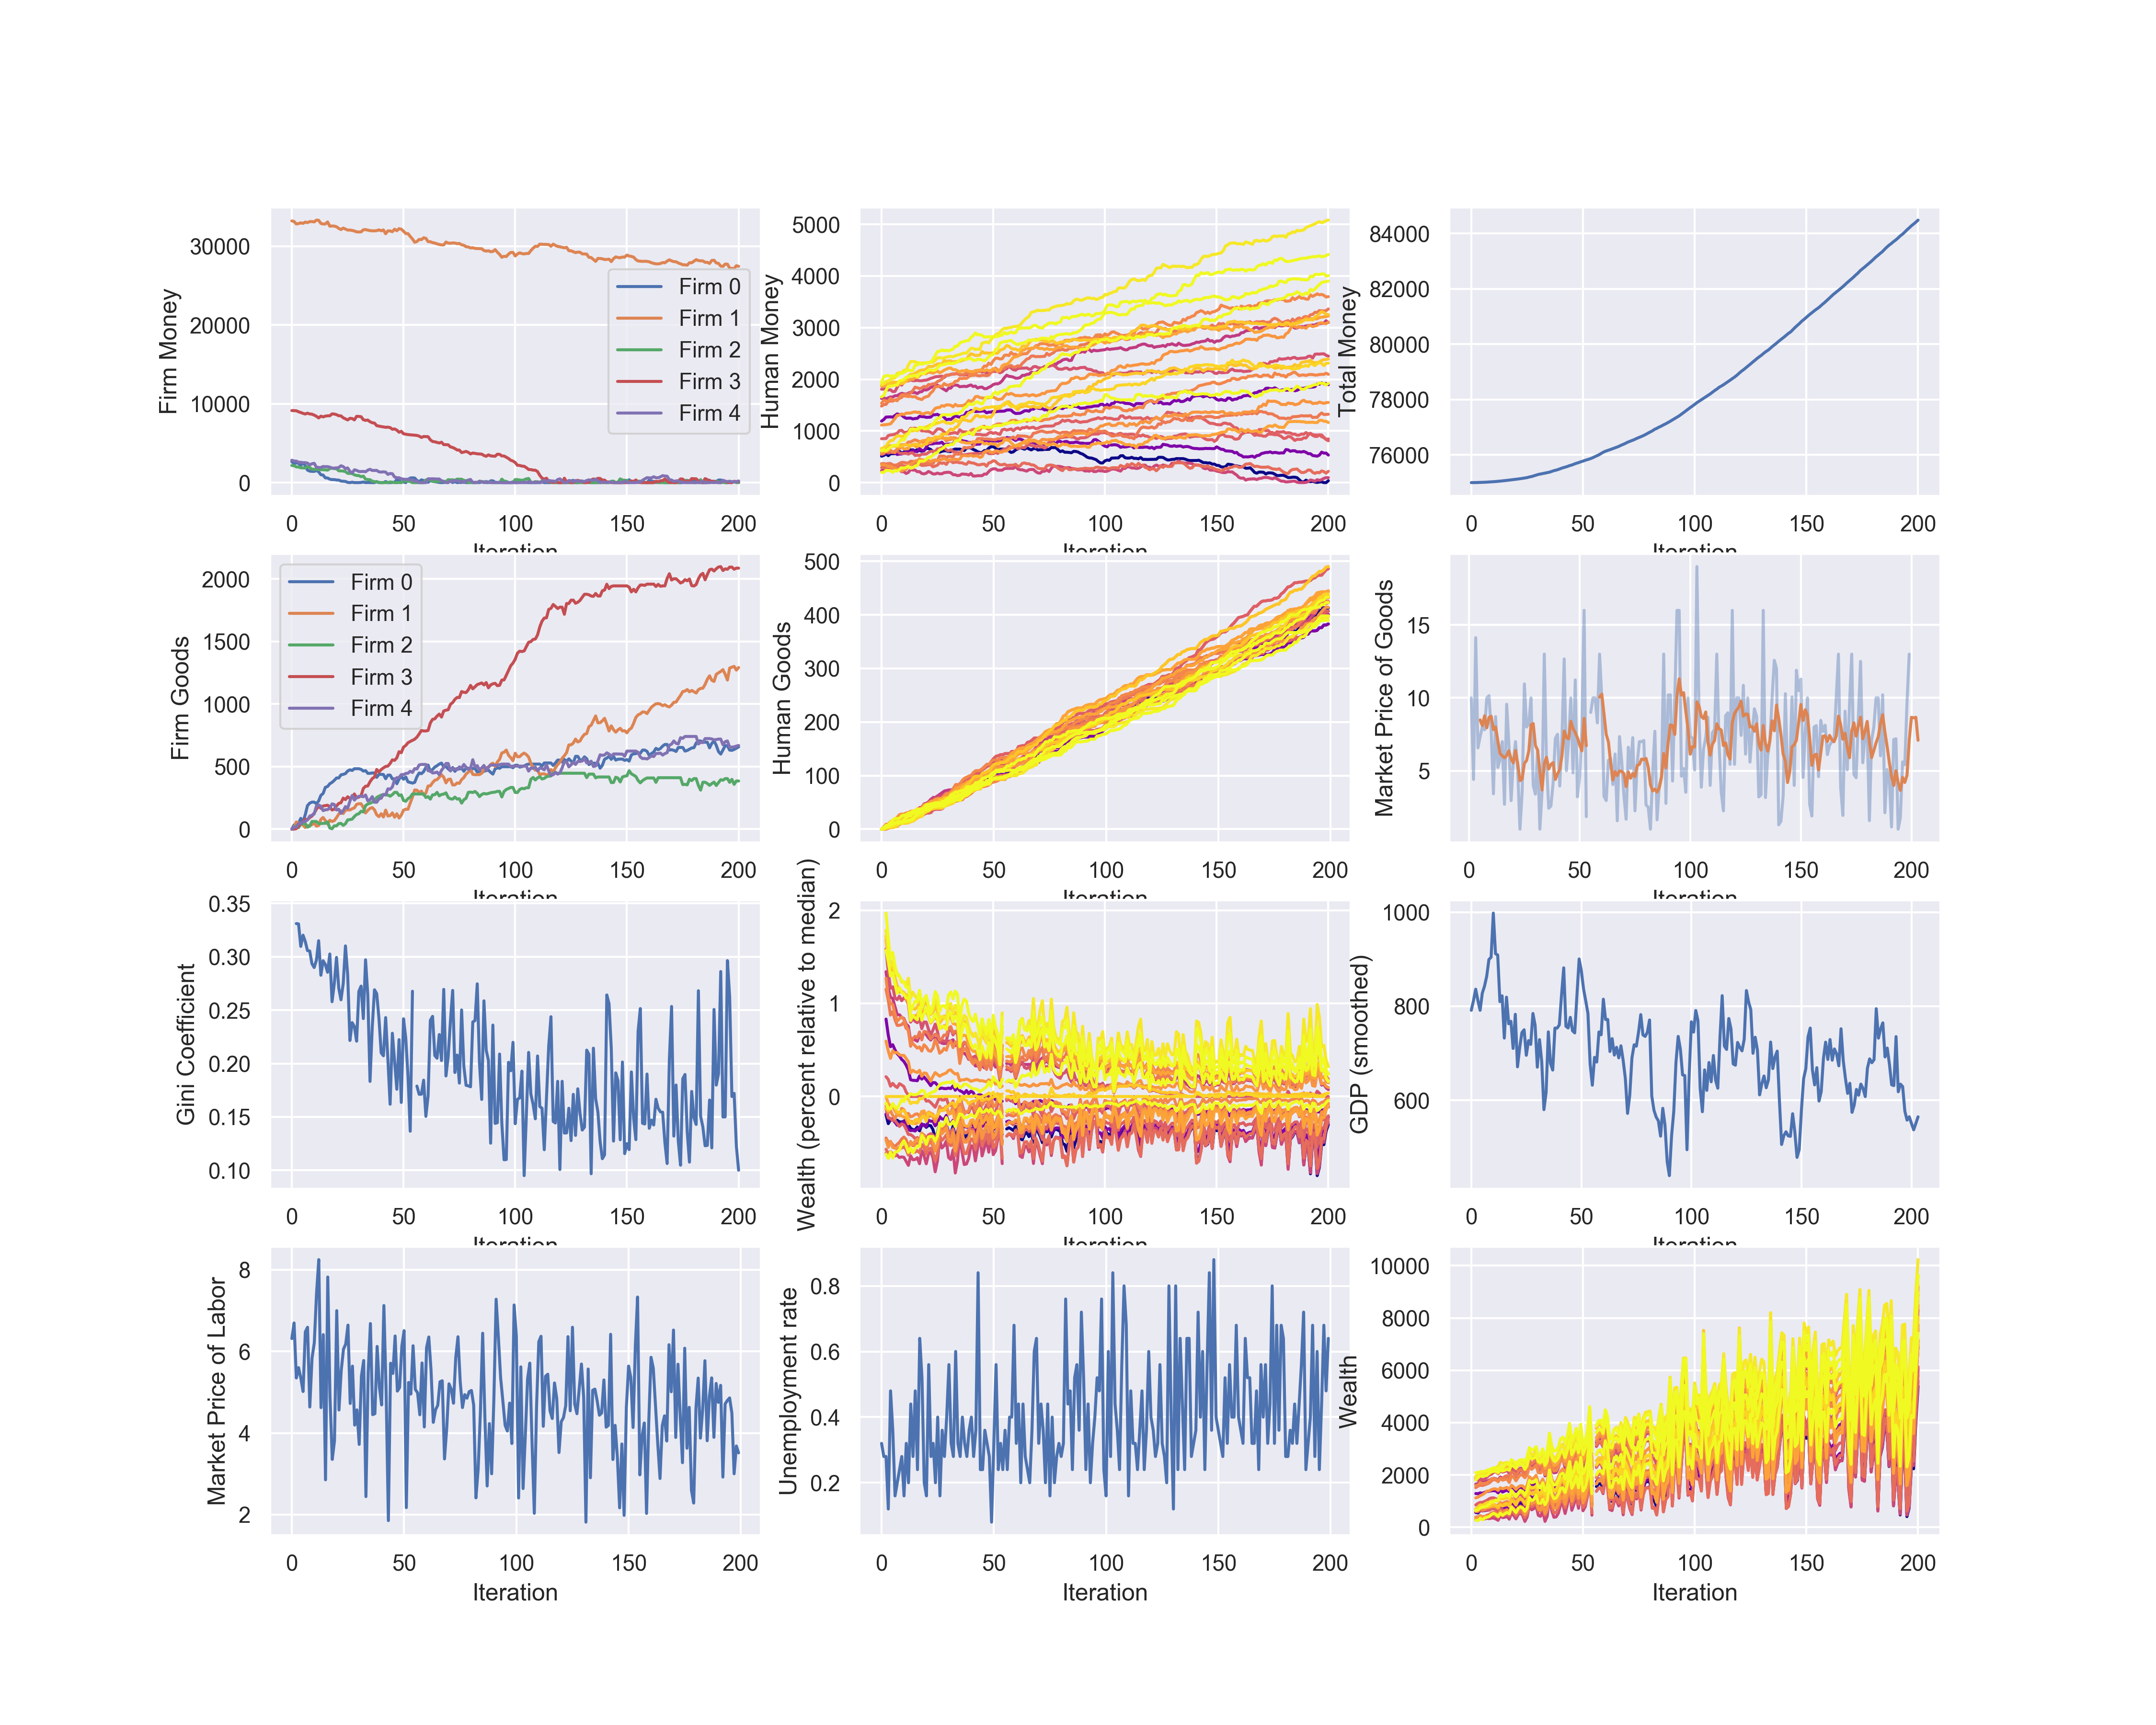 Firm Money
30000
20000
10000
0
0 50 100 150 200
Iteration
Firm 0
Firm 1
Firm 2
Firm 3
Firm 4
Human Money
5000
4000
3000
2000
1000
0
0 50 100 150 200
Iteration
Total Money
84000
82000
80000
78000
76000
0 50 100 150 200
Iteration
Firm Goods
2000
1500
1000
500
0
0 50 100 150 200
Iteration
Firm 0
Firm 1
Firm 2
Firm 3
Firm 4
Human Goods
500
400
300
200
100
0
0 50 100 150 200
Iteration
Market Price of Goods
15
10
5
0 50 100 150 200
Iteration
Gini Coefficient
0.35
0.30
0.25
0.20
0.15
0.10
0 50 100 150 200
Iteration
Wealth (percent relative to median)
2
1
0
0 50 100 150 200
Iteration
GDP (smoothed)
1000
800
600
0 50 100 150 200
Iteration
Market Price of Labor
8
6
4
2
0 50 100 150 200
Iteration
Unemployment rate
0.8
0.6
0.4
0.2
0 50 100 150 200
Iteration
Wealth
10000
8000
6000
4000
2000
0
0 50 100 150 200
Iteration